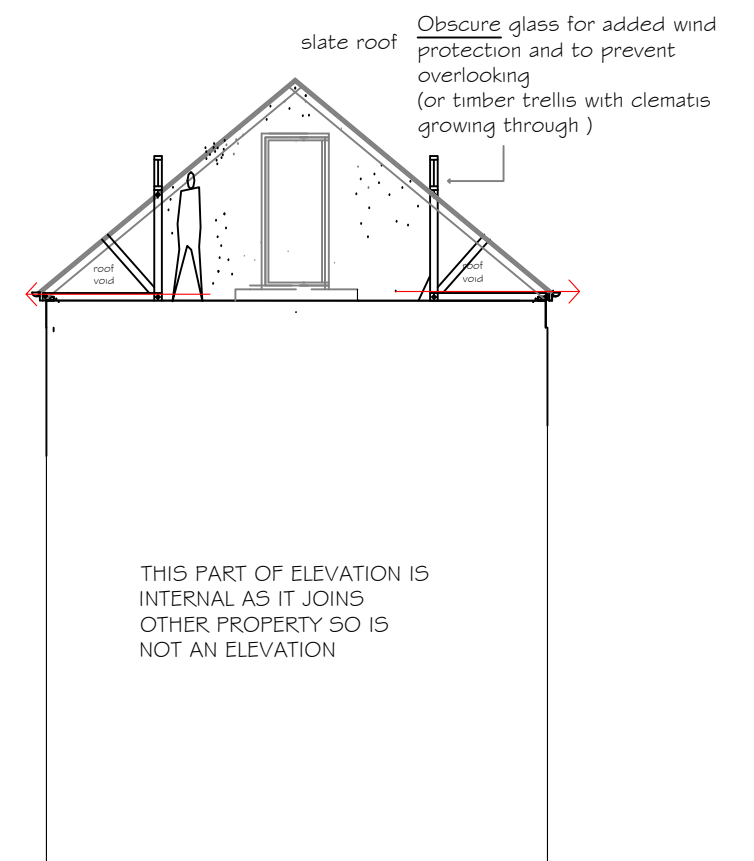 slate roof
Obscure glass for added wind
protection and to prevent
overlooking
(or timber trellis with clematis
growing through )
roof
void
roof
void
THIS PART OF ELEVATION IS
INTERNAL AS IT JOINS
OTHER PROPERTY SO IS
NOT AN ELEVATION